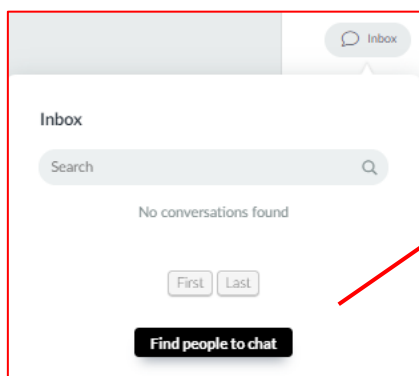 Inbox
Inbox
Search
No conversations found
First Last
Find people to chat